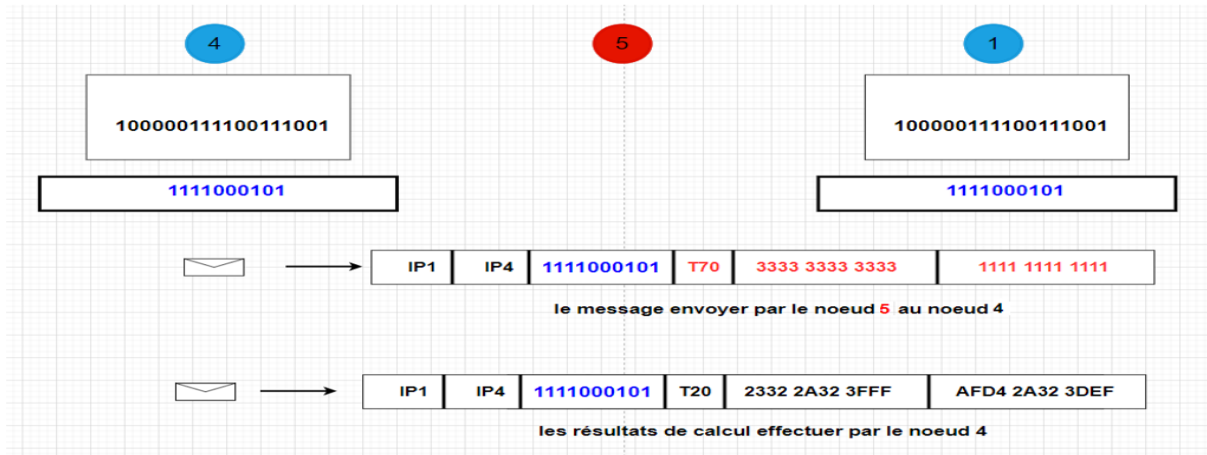 4 5 1
100000111100111001 100000111100111001
1111000101 1111000101
IP1 IP4 1111000101 T70 3333 3333 3333 1111 1111 1111
le message envoyer par le noeud 5 au noeud 4
IP1 IP4 1111000101 T20 2332 2A32 3FFF AFD4 2A32 3DEF
les résultats de calcul effectuer par le noeud 4